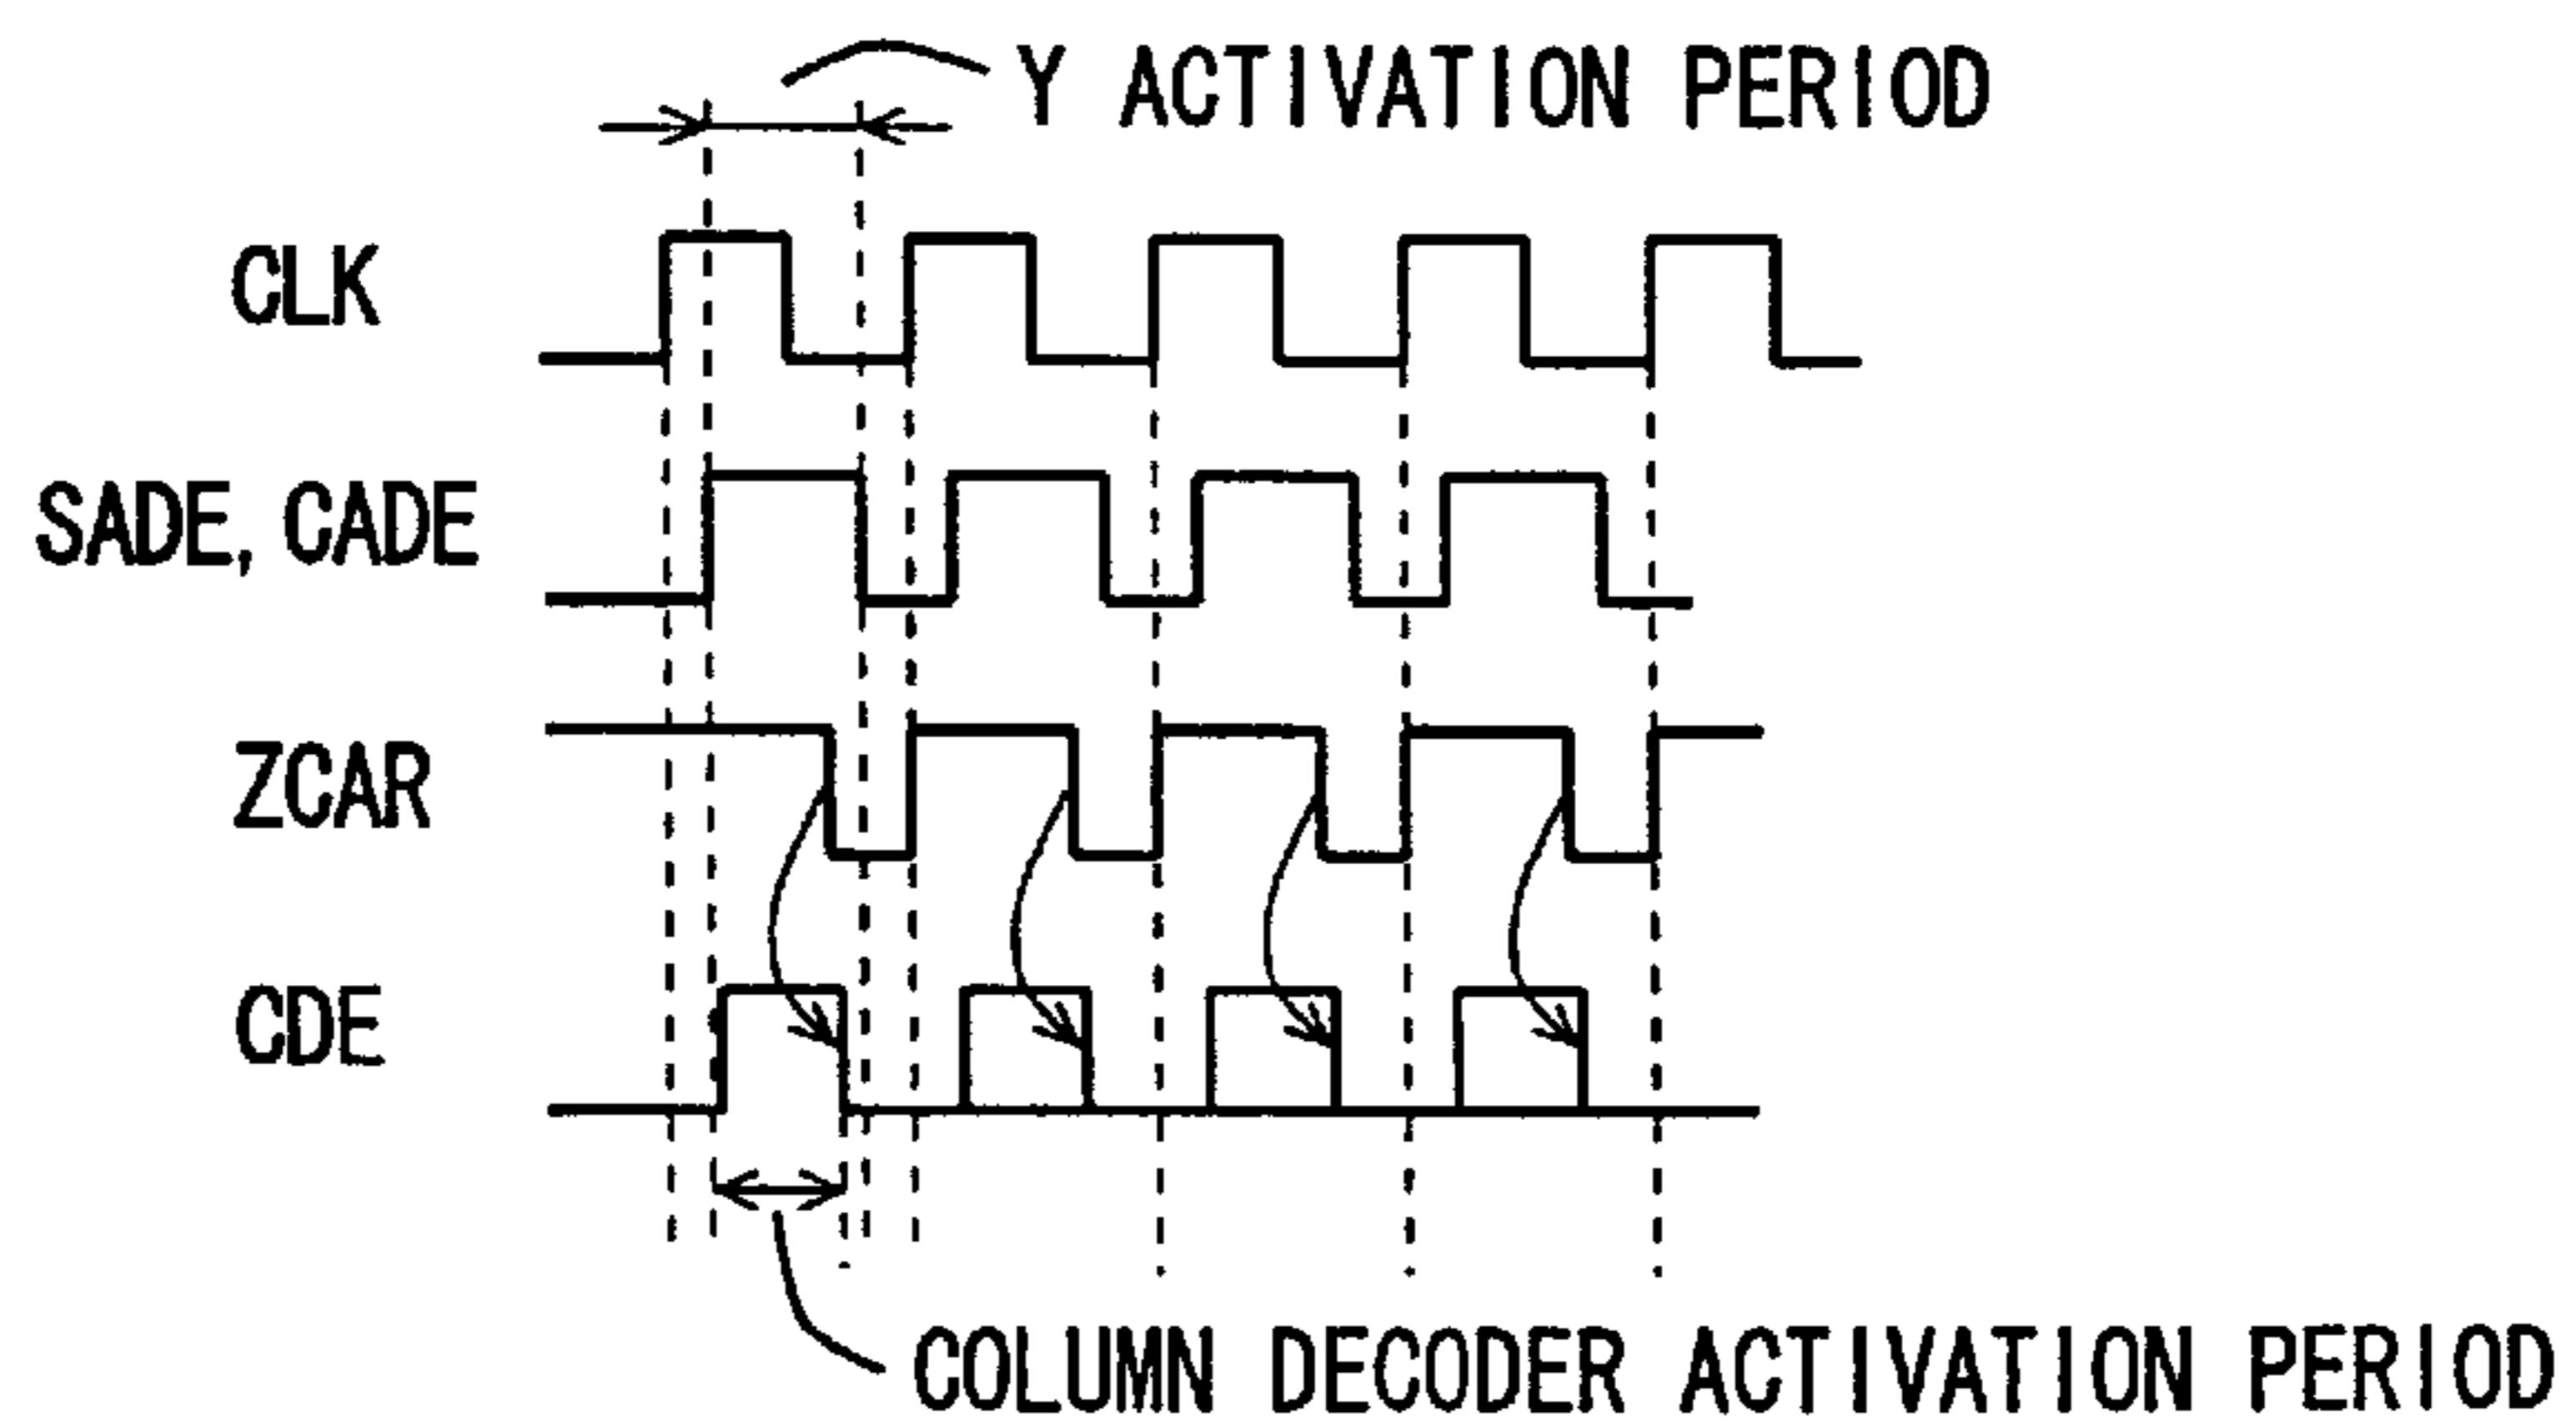 Y ACTIVATION PERIOD
CLK
SADE, CADE
ZCAR
CDE
COLUMN DECODER ACTIVATION PERIOD